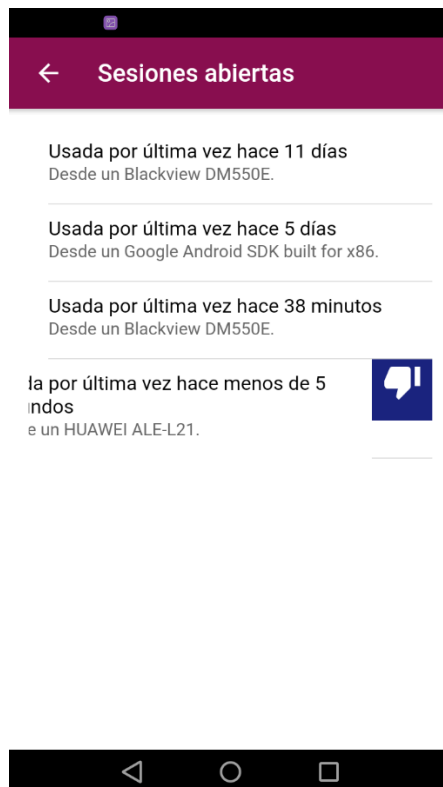 Sesiones abiertas
Usada por última vez hace 11 días
Desde un Blackview DM550E.
Usada por última vez hace 5 días
Desde un Google Android SDK built for x86.
Usada por última vez hace 38 minutos
Desde un Blackview DM550E.
da por última vez hace menos de 5
undos
e un HUAWEI ALE-L21.